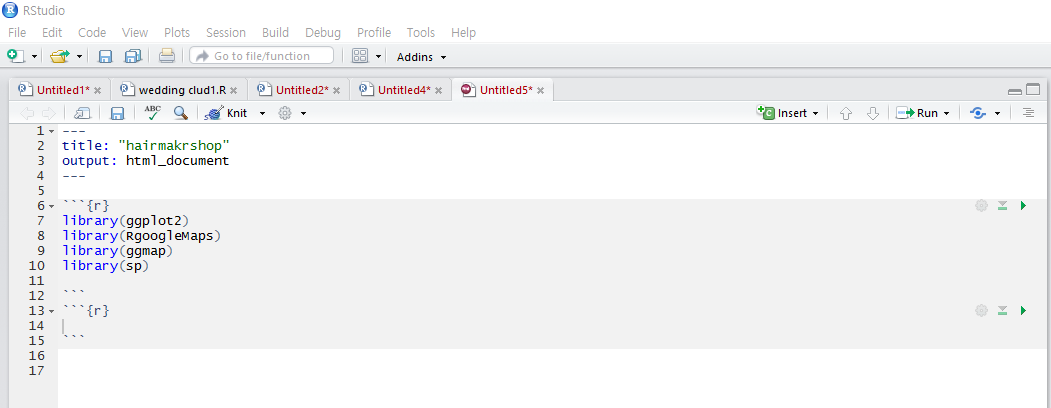 RStudio
File Edit Code View Plots Session Build Debug Profile Tools Help
Go to file/function Addins
Untitled1* wedding clud1.R Untitled2* Untitled4* Untitled5*
ABC Knit Insert Run
1 ---
2 title: "hairmakrshop"
3 output: html_document
4 ---
5
6 ```{r}
7 library(ggplot2)
8 library(RgoogleMaps)
9 library(ggmap)
10 library(sp)
11
12 ```
13 ```{r}
14
15 ```
16
17